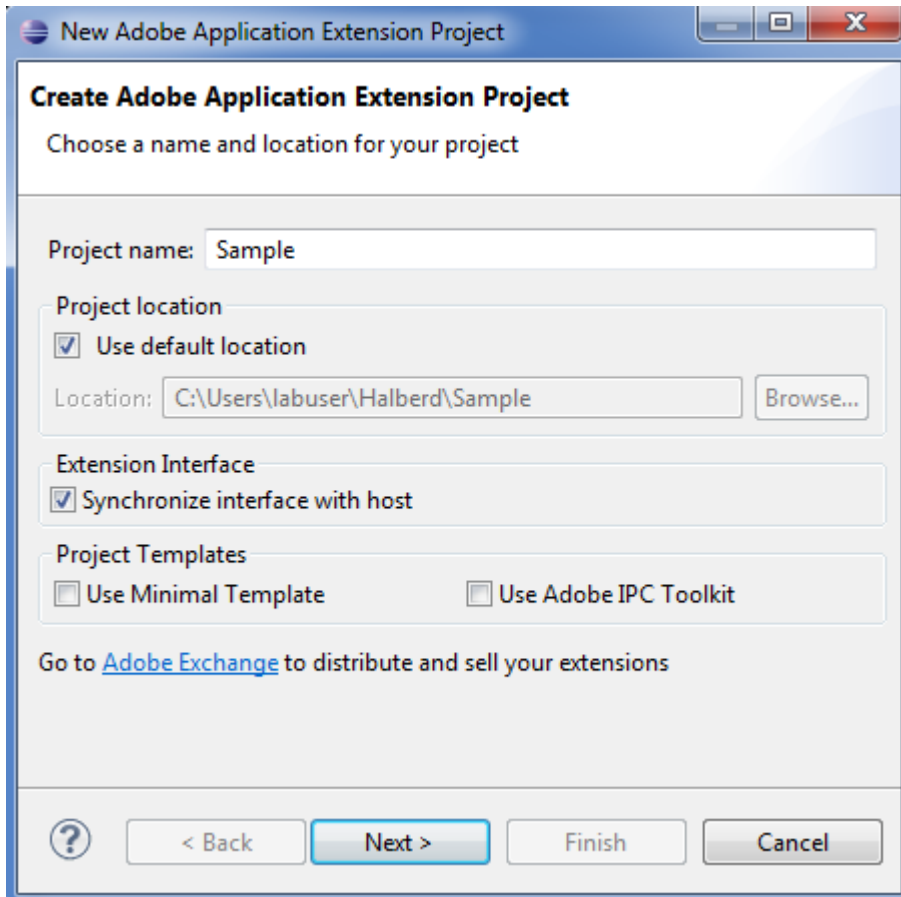 New Adobe Application Extension Project
Create Adobe Application Extension Project
Choose a name and location for your project
Project name: Sample
Project location
Use default location
Location: C:\Users\labuser\Halberd\Sample Browse...
Extension Interface
Synchronize interface with host
Project Templates
Use Minimal Template Use Adobe IPC Toolkit
Go to Adobe Exchange to distribute and sell your extensions
? < Back Next > Finish Cancel